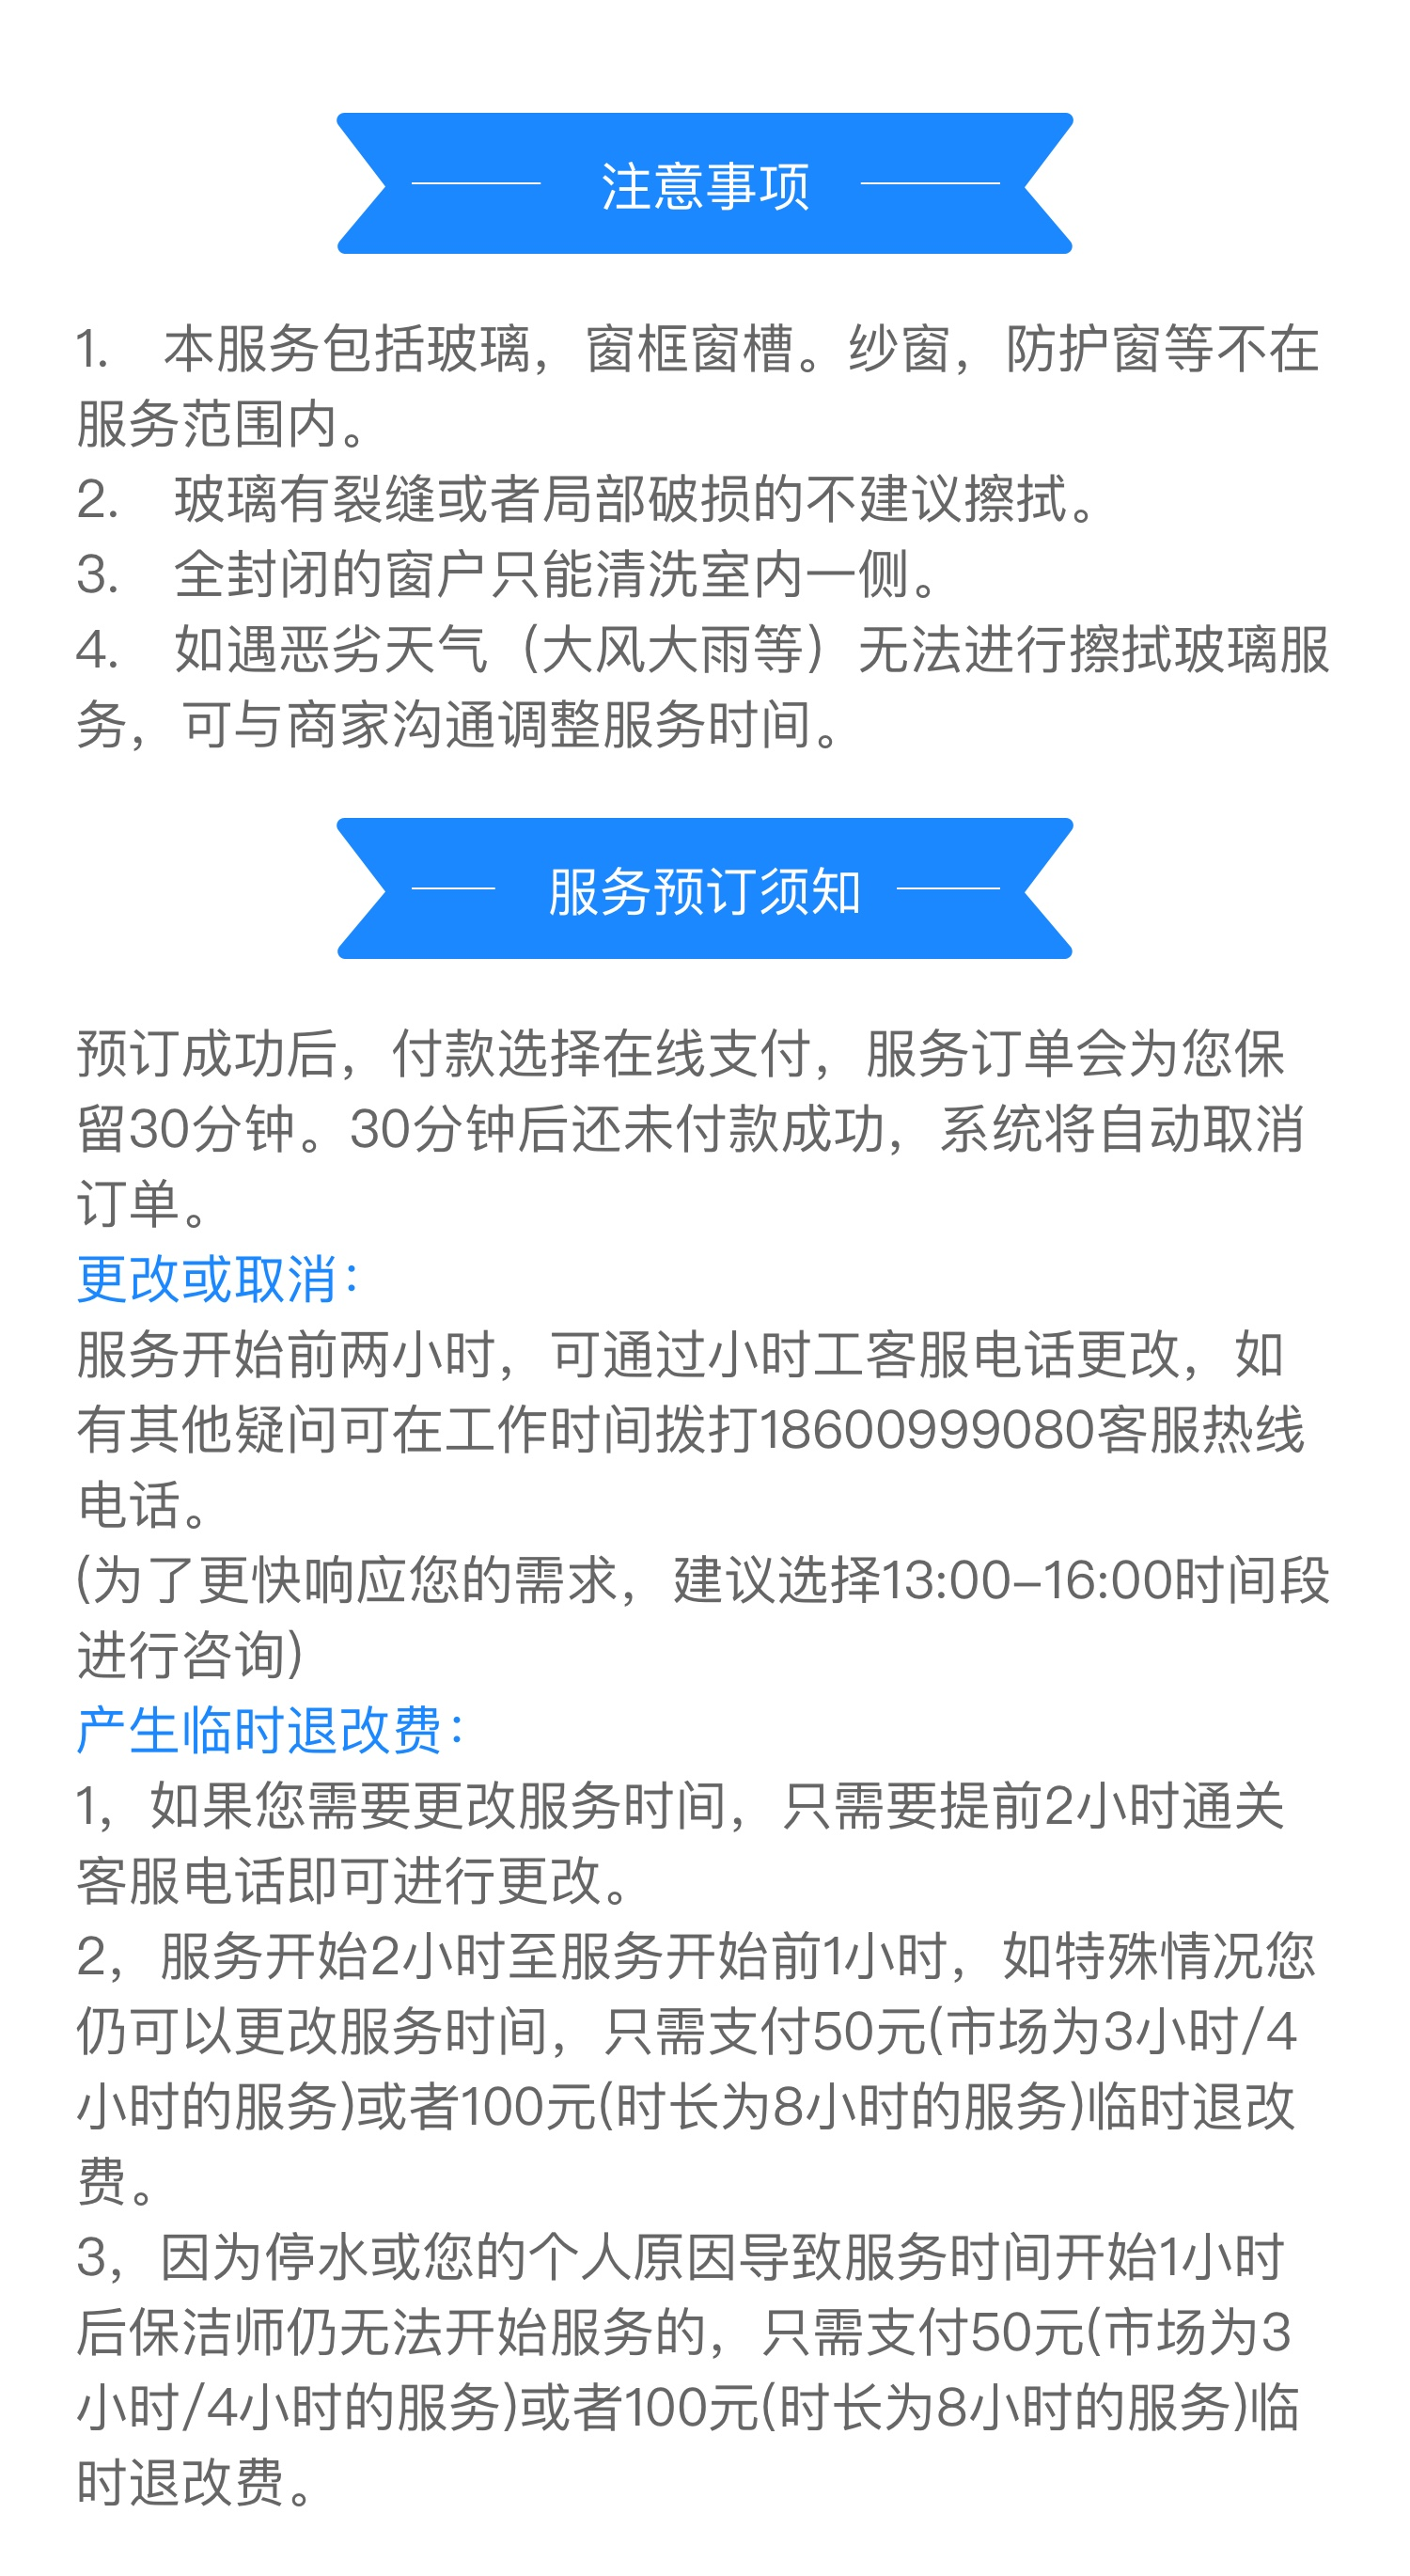 注意事项
1. 本服务包括玻璃，窗框窗槽。纱窗，防护窗等不在
服务范围内。
2. 玻璃有裂缝或者局部破损的不建议擦拭。
3. 全封闭的窗户只能清洗室内一侧。
4. 如遇恶劣天气（大风大雨等）无法进行擦拭玻璃服
务，可与商家沟通调整服务时间。
服务预订须知
预订成功后，付款选择在线支付，服务订单会为您保
留30分钟。30分钟后还未付款成功，系统将自动取消
订单。
更改或取消：
服务开始前两小时，可通过小时工客服电话更改，如
有其他疑问可在工作时间拨打18600999080客服热线
电话。
(为了更快响应您的需求，建议选择13:00-16:00时间段
进行咨询)
产生临时退改费：
1，如果您需要更改服务时间，只需要提前2小时通关
客服电话即可进行更改。
2，服务开始2小时至服务开始前1小时，如特殊情况您
仍可以更改服务时间，只需支付50元(市场为3小时/4
小时的服务)或者100元(时长为8小时的服务)临时退改
费。
3，因为停水或您的个人原因导致服务时间开始1小时
后保洁师仍无法开始服务的，只需支付50元(市场为3
小时/4小时的服务)或者100元(时长为8小时的服务)临
时退改费。